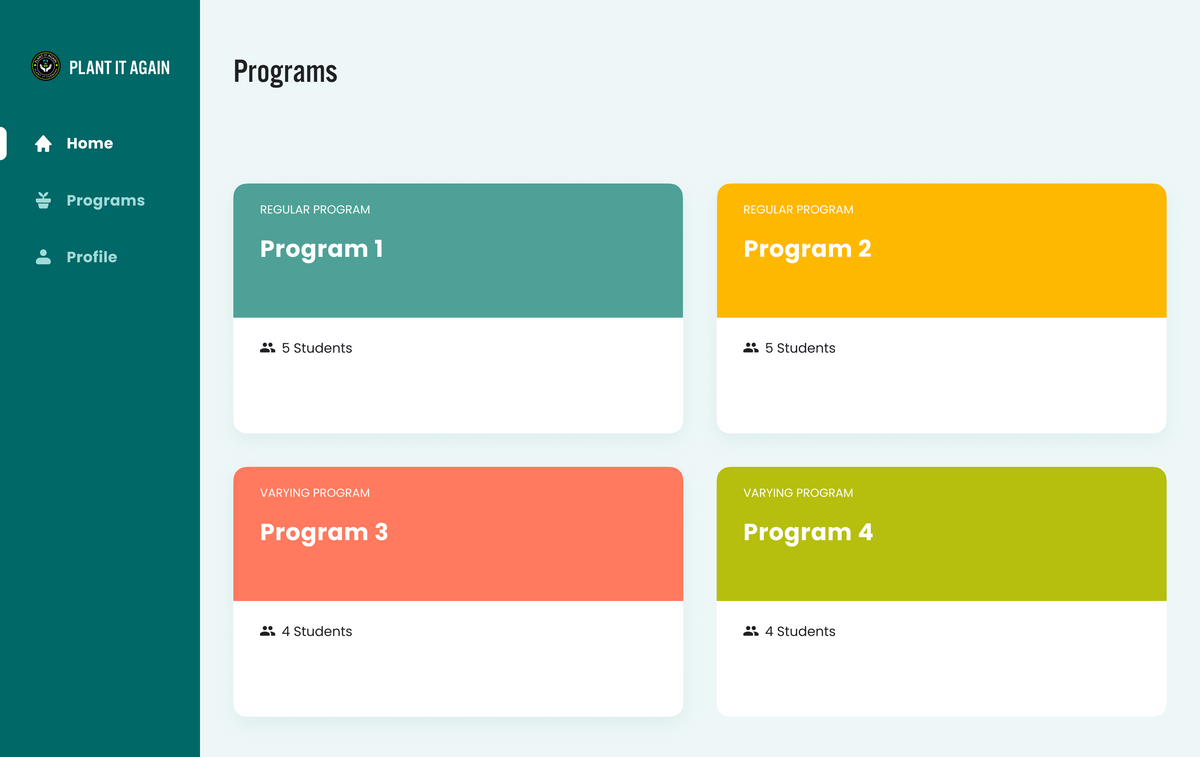 PLANT IT AGAIN
Home
Programs
Profile
Programs
REGULAR PROGRAM
Program 1
5 Students
REGULAR PROGRAM
Program 2
5 Students
VARYING PROGRAM
Program 3
4 Students
VARYING PROGRAM
Program 4
4 Students